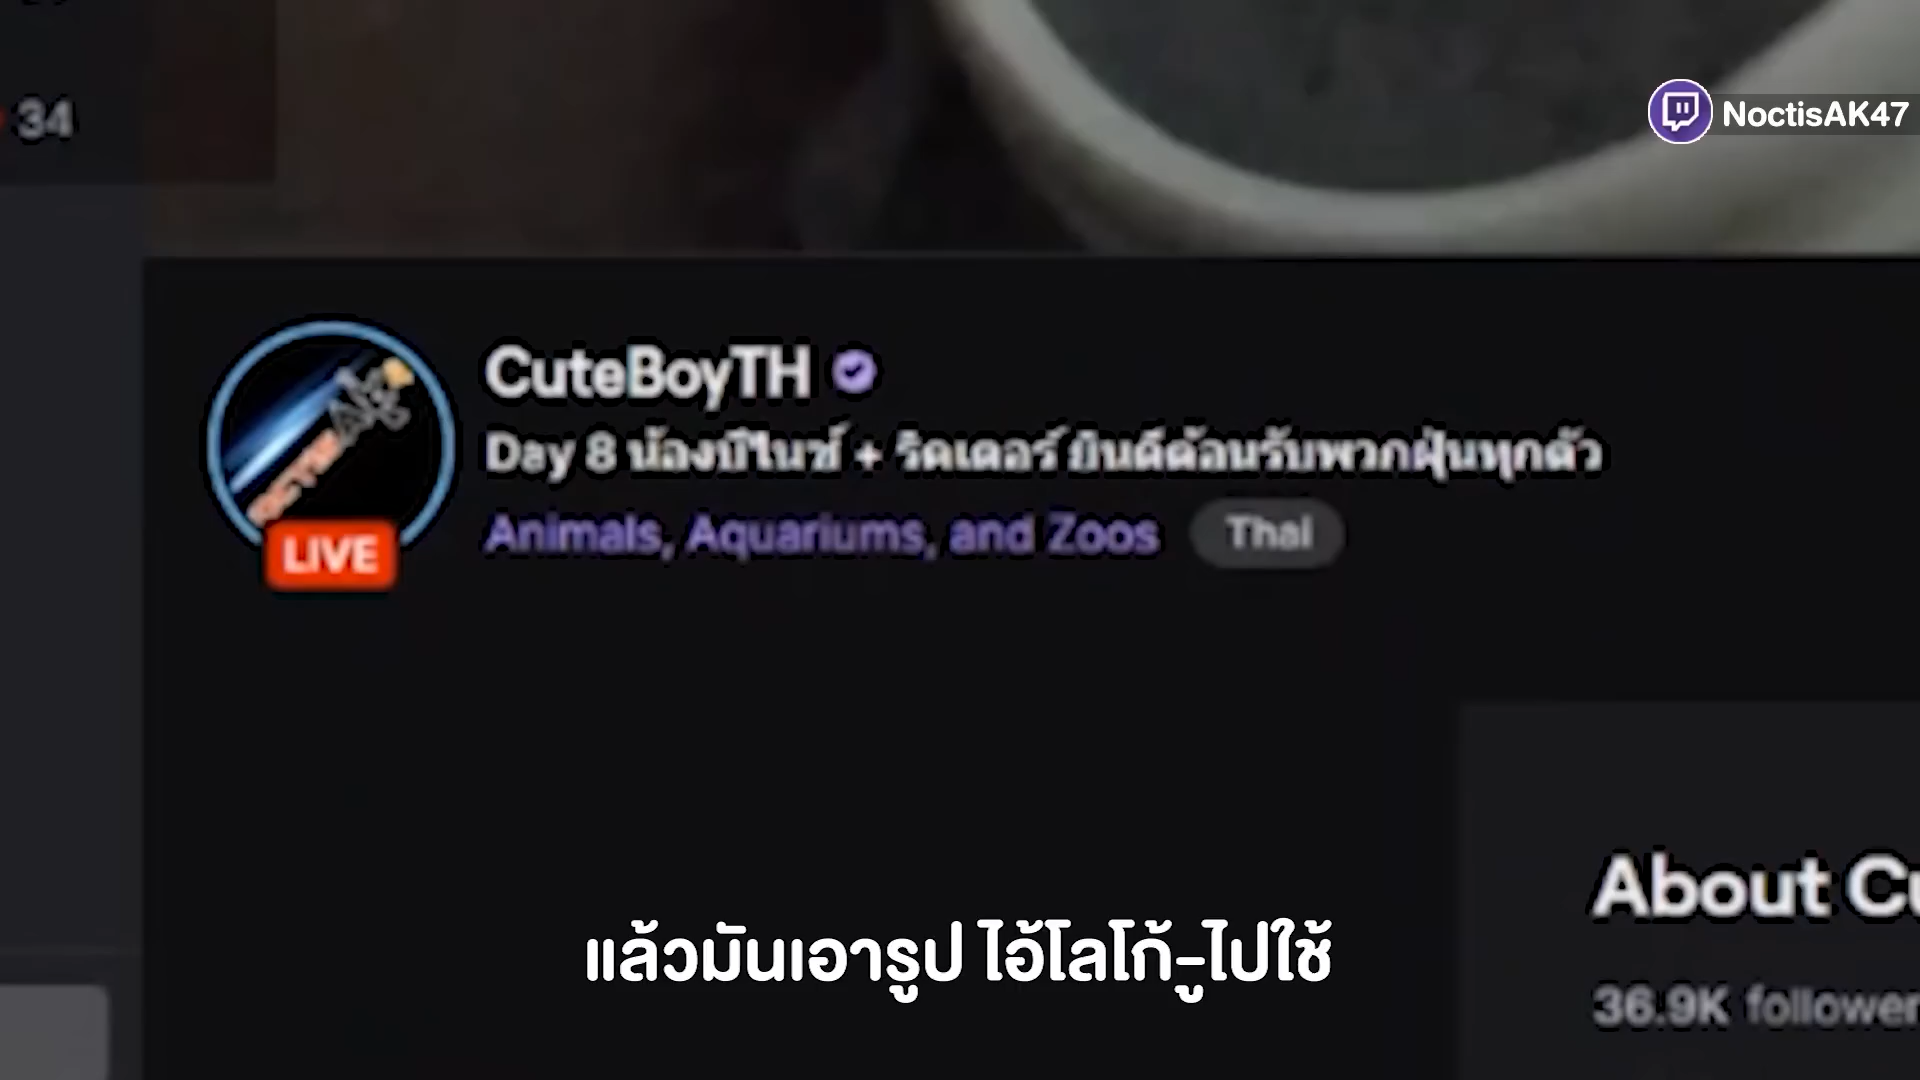 34
NoctisAK47
CuteBoyTH
Day 8 น้องบีไนซ์ + ริดเดอร์ ยินดีต้อนรับพวกฝุ่นทุกตัว
Animals, Aquariums, and Zoos
Thai
LIVE
About Cu
แล้วมันเอารูป ไอ้โลโก้-ูไปใช้
36.9K follower